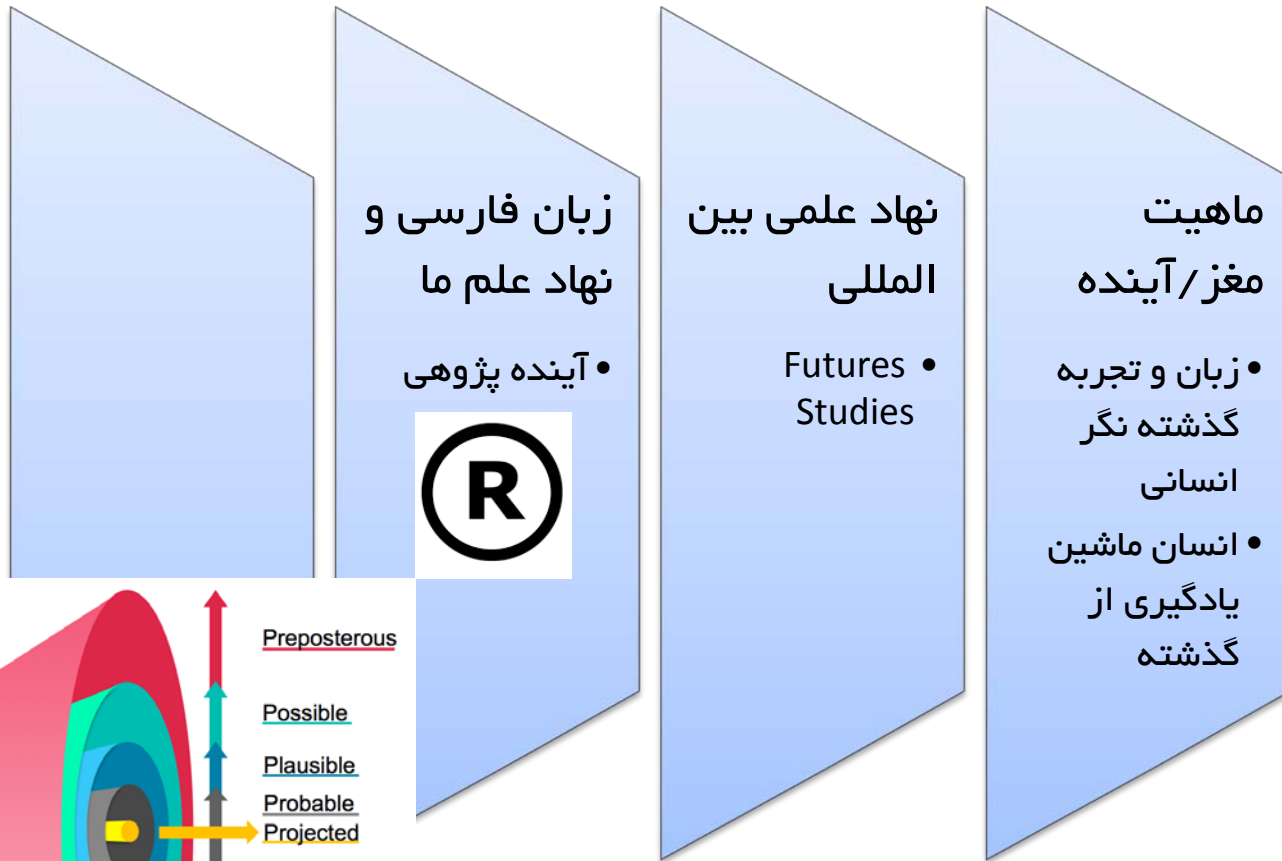 ماهیت
مغز/آینده
• زبان و تجربه
گذشته نگر
انسانی
• انسان ماشین
یادگیری از
گذشته
نهاد علمی بین
المللی
• Futures
Studies
زبان فارسی و
نهاد علم ما
• آینده پژوهی
R
Preposterous
Possible
Plausible
Probable
Projected